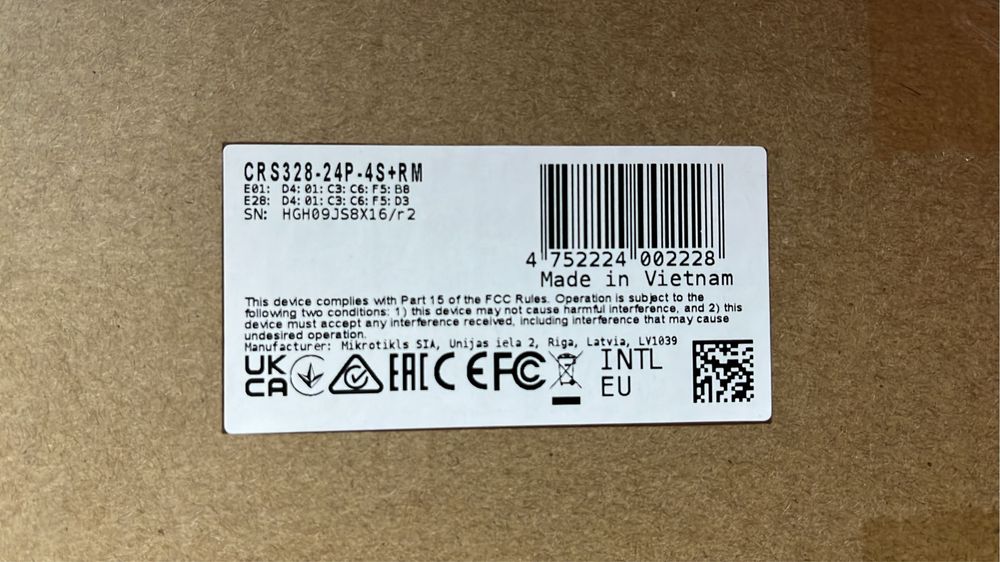 CRS328-24P-4S+RM
E01: D4:01:C3:C6:F5:B8
E28: D4:01:C3:C6:F5:D3
SN: HGH09JS8X16/r2
4 752224 002228
Made in Vietnam
This device complies with Part 15 of the FCC Rules. Operation is subject to the
following two conditions: 1) this device may not cause harmful interference, and 2) this
device must accept any interference received, including interference that may cause
undesired operation.
Manufacturer: Mikrotikls SIA, Unijas iela 2, Riga, Latvia, LV1039
UK
CA
EAC CE FC
INTL
EU